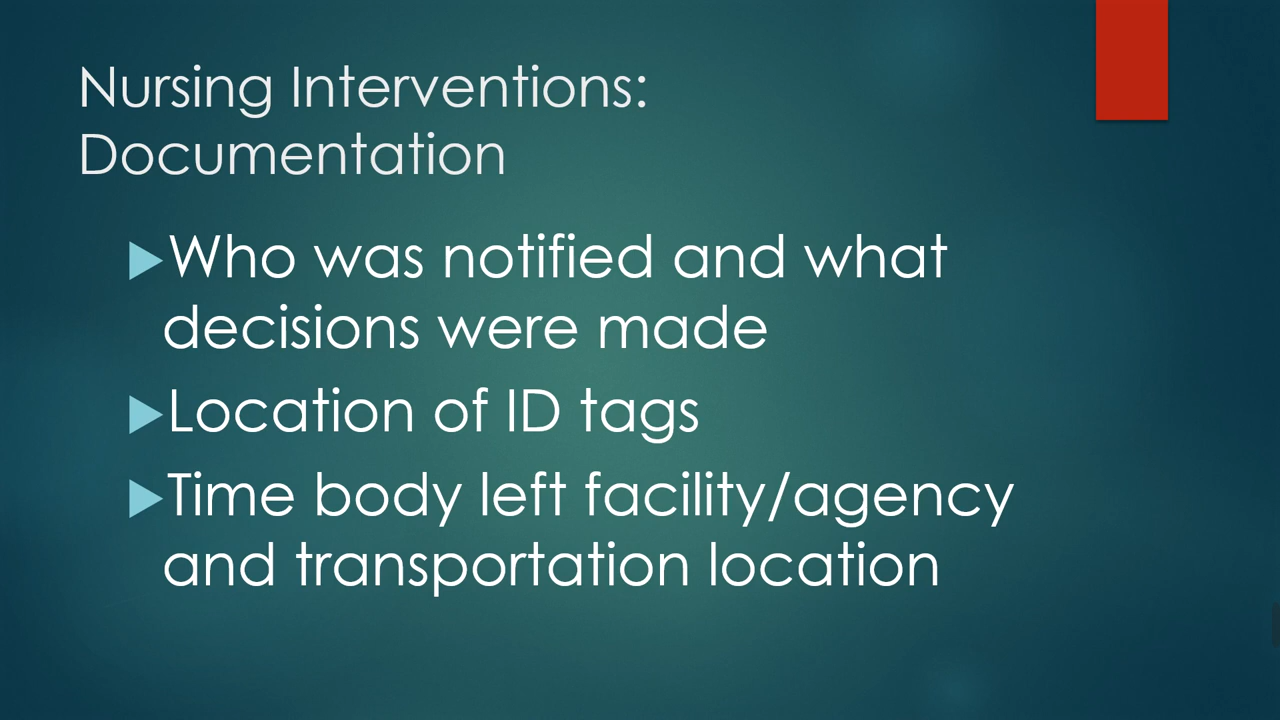 Nursing Interventions:
Documentation
Who was notified and what
decisions were made
Location of ID tags
Time body left facility/agency
and transportation location